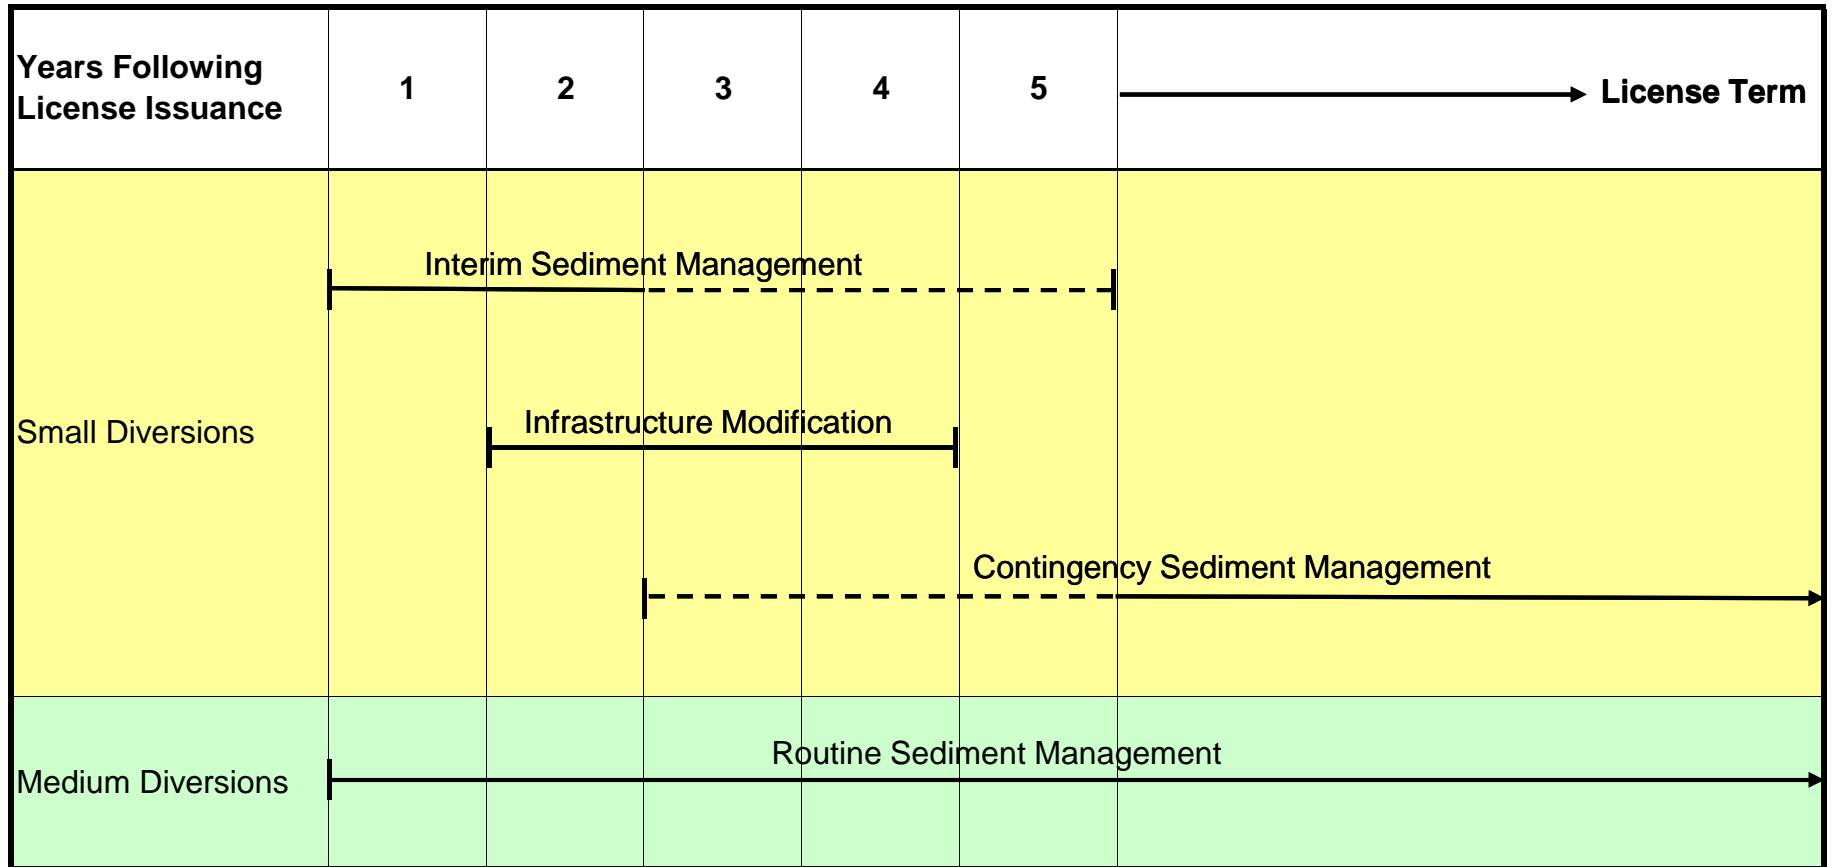 Years Following
License Issuance
1
2
3
4
5
License Term
Interim Sediment Management
Small Diversions
Infrastructure Modification
Contingency Sediment Management
Medium Diversions
Routine Sediment Management